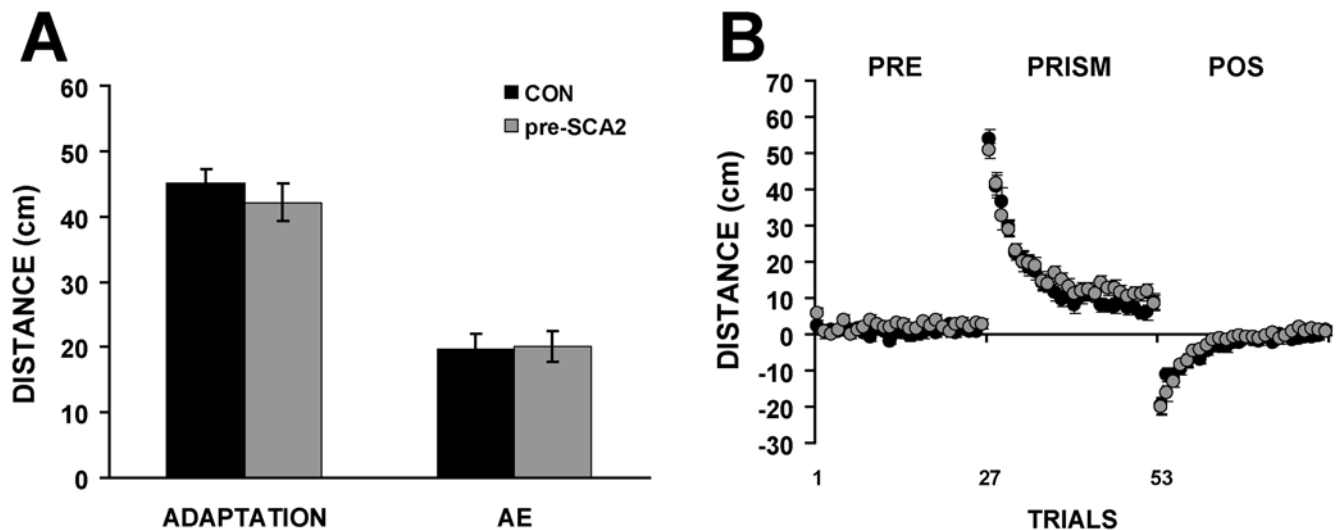 A
DISTANCE (cm)
60
50
40
30
20
10
0
CON
pre-SCA2
ADAPTATION AE
B
PRE PRISM POS
DISTANCE (cm)
70
60
50
40
30
20
10
0
-10
-20
-30
1 27 53
TRIALS